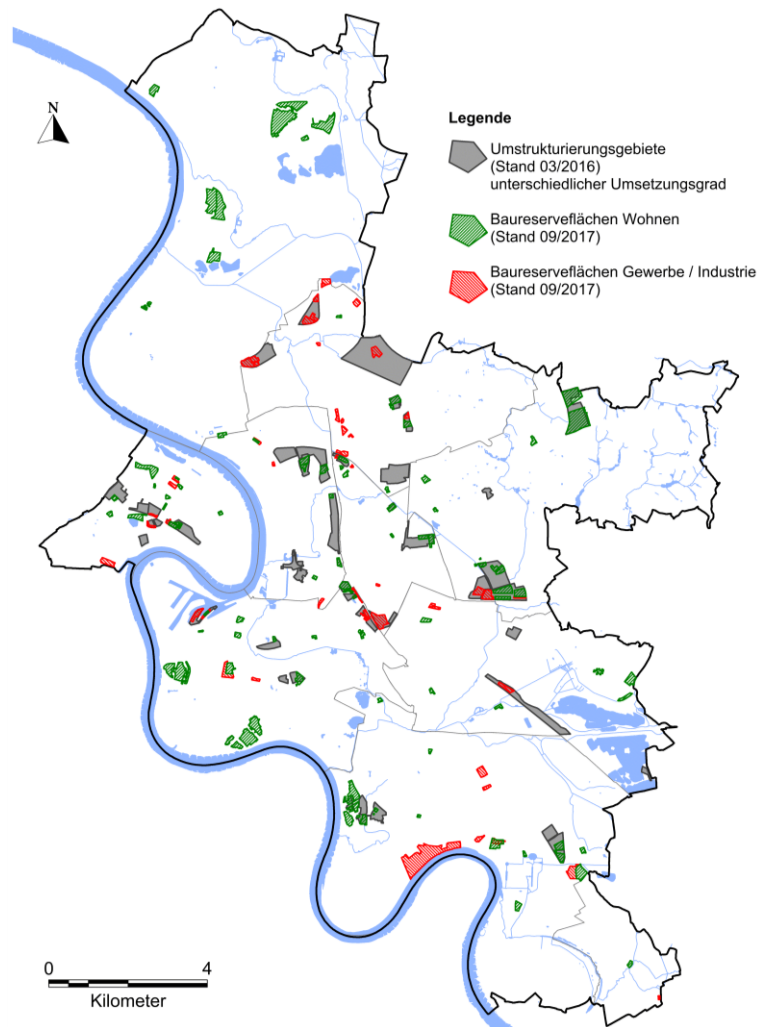 N
Legende
Umstrukturierungsgebiete
(Stand 03/2016)
unterschiedlicher Umsetzungsgrad
Baureserveflächen Wohnen
(Stand 09/2017)
Baureserveflächen Gewerbe / Industrie
(Stand 09/2017)
0 4
Kilometer